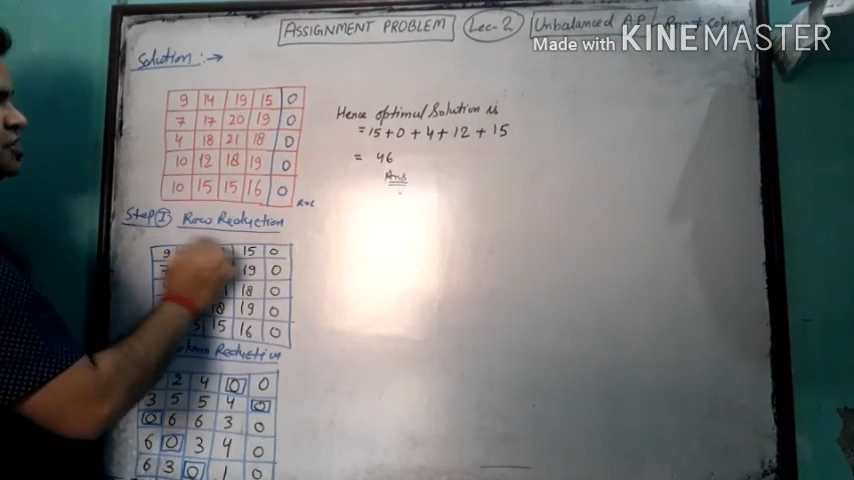 ASSIGNMENT PROBLEM Lec-2 Unbalanced A.P
Made with KINEMASTER
Solution :→
9 14 19 15 0
7 17 20 19 0
4 18 21 18 0
10 12 18 19 0
10 15 15 16 0
Hence optimal Solution is
= 15 + 0 + 4 + 12 + 15
= 46
Ans
Step I Row Reduction
9 15 0
19 0
18 0
18 19 0
15 16 0
Reduction
2 4 0 0
3 5 5 4 0
0 6 6 3 0
6 0 3 4 0
6 3 0 1 0